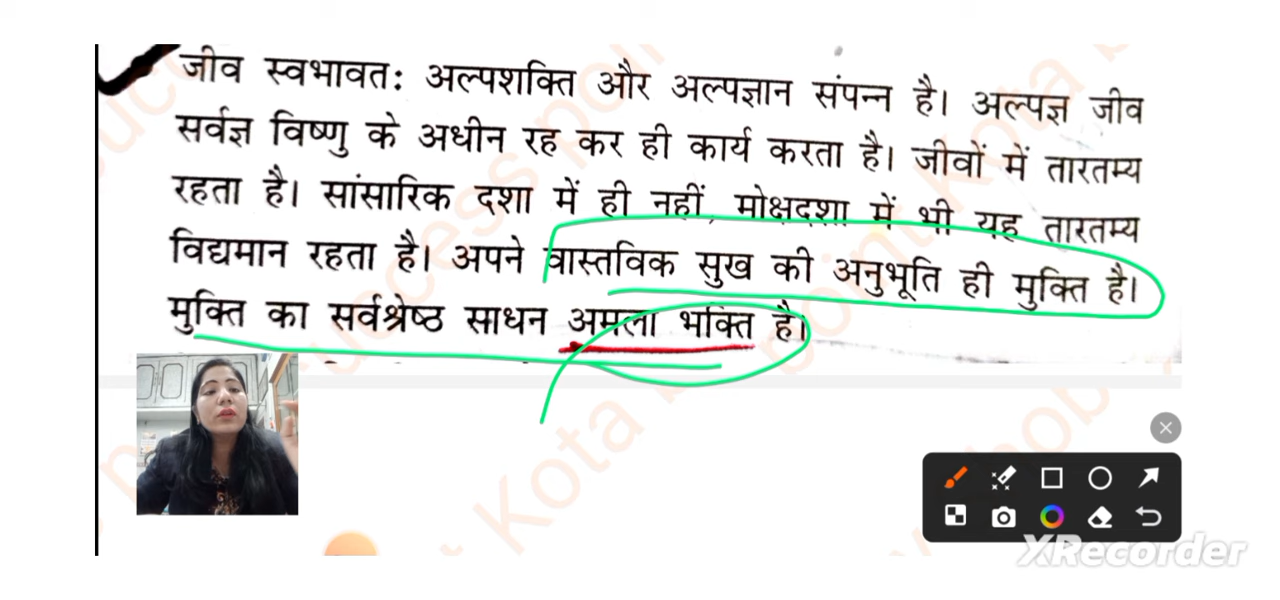 जीव स्वभावतः अल्पशक्ति और अल्पज्ञान संपन्न है। अल्पज्ञ जीव
सर्वज्ञ विष्णु के अधीन रह कर ही कार्य करता है। जीवों में तारतम्य
रहता है। सांसारिक दशा में ही नहीं, मोक्षदशा में भी यह तारतम्य
विद्यमान रहता है। अपने वास्तविक सुख की अनुभूति ही मुक्ति है।
मुक्ति का सर्वश्रेष्ठ साधन अमला भक्ति है।
XRecorder